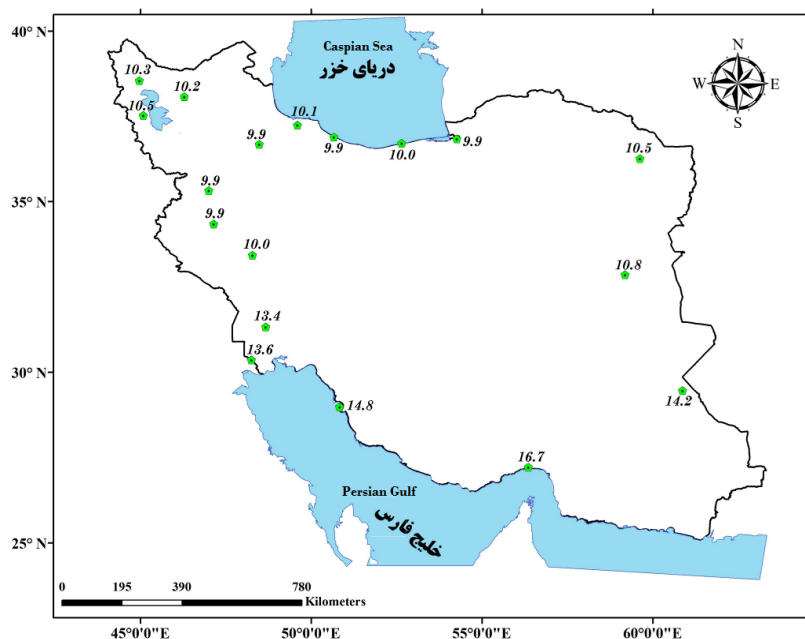 40° N
Caspian Sea
دریای خزر
N
W
E
S
10.3
10.2
10.5
10.1
9.9
9.9
10.0
9.9
10.5
35° N
9.9
9.9
10.0
10.8
13.4
13.6
30° N
14.8
14.2
16.7
Persian Gulf
خلیج فارس
25° N
0 195 390 780
Kilometers
45°0'0"E 50°0'0"E 55°0'0"E 60°0'0"E